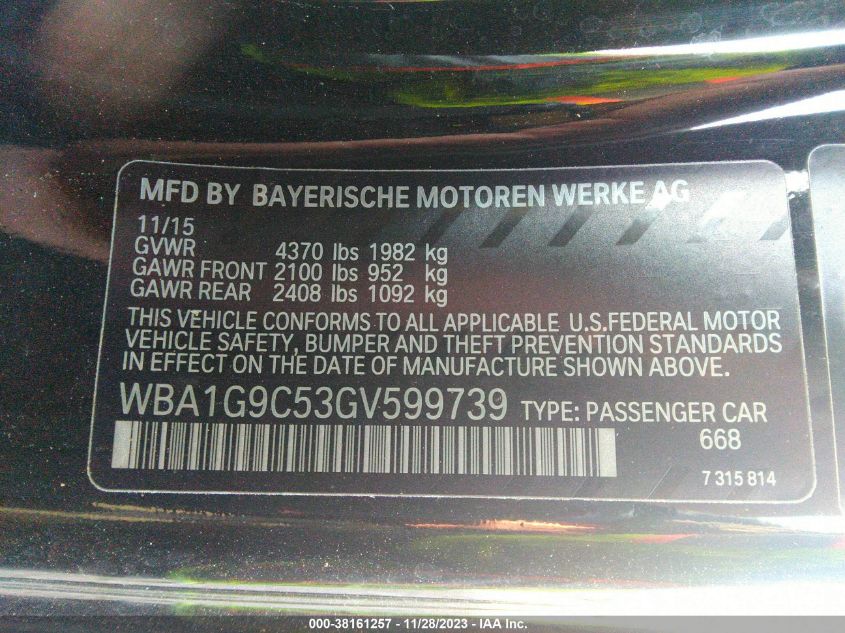 MFD BY BAYERISCHE MOTOREN WERKE AG
11/15
GVWR 4370 lbs 1982 kg
GAWR FRONT 2100 lbs 952 kg
GAWR REAR 2408 lbs 1092 kg
THIS VEHICLE CONFORMS TO ALL APPLICABLE U.S.FEDERAL MOTOR
VEHICLE SAFETY, BUMPER AND THEFT PREVENTION STANDARDS
IN EFFECT ON THE DATE OF MANUFACTURE SHOWN ABOVE.
WBA1G9C53GV599739 TYPE: PASSENGER CAR
668
7 315 814
000-38161257 - 11/28/2023 - IAA Inc.